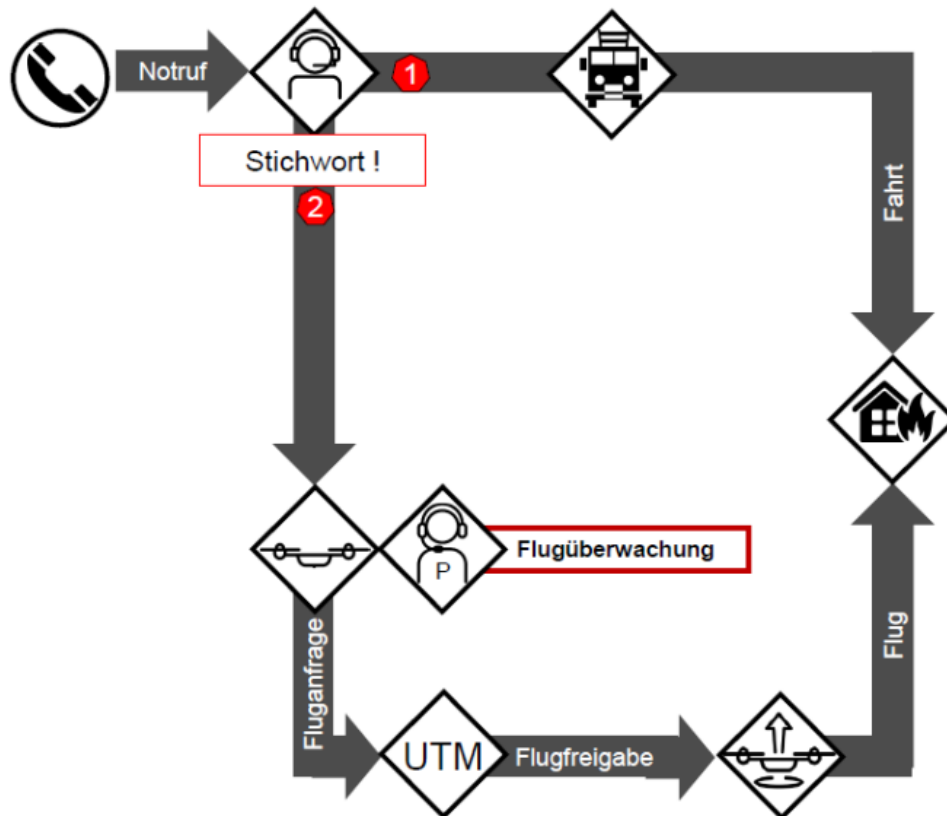 Notruf
1
Stichwort !
2
Fahrt
P
Flugüberwachung
Fluganfrage
UTM
Flugfreigabe
Flug